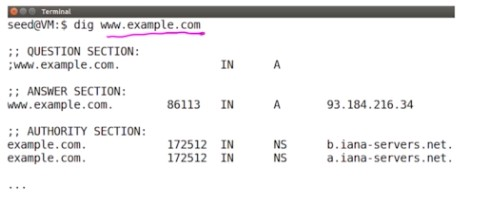 Terminal
seed@VM:$ dig www.example.com
;; QUESTION SECTION:
;www.example.com. IN A
;; ANSWER SECTION:
www.example.com. 86113 IN A 93.184.216.34
;; AUTHORITY SECTION:
example.com. 172512 IN NS b.iana-servers.net.
example.com. 172512 IN NS a.iana-servers.net.
...